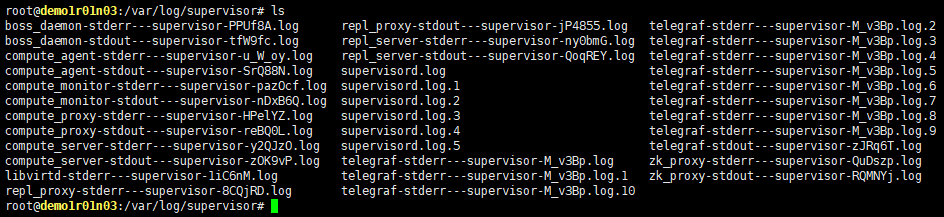 root@demo1r01n03:/var/log/supervisor# ls
boss_daemon-stderr---supervisor-PPUf8A.log repl_proxy-stdout---supervisor-jP4855.log telegraf-stderr---supervisor-M_v3Bp.log.2
boss_daemon-stdout---supervisor-tfW9fc.log repl_server-stderr---supervisor-ny0bmG.log telegraf-stderr---supervisor-M_v3Bp.log.3
compute_agent-stderr---supervisor-u_W_oy.log repl_server-stdout---supervisor-QoqREY.log telegraf-stderr---supervisor-M_v3Bp.log.4
compute_agent-stdout---supervisor-SrQ88N.log supervisord.log telegraf-stderr---supervisor-M_v3Bp.log.5
compute_monitor-stderr---supervisor-pazOcf.log supervisord.log.1 telegraf-stderr---supervisor-M_v3Bp.log.6
compute_monitor-stdout---supervisor-nDxB6Q.log supervisord.log.2 telegraf-stderr---supervisor-M_v3Bp.log.7
compute_proxy-stderr---supervisor-HPelYZ.log supervisord.log.3 telegraf-stderr---supervisor-M_v3Bp.log.8
compute_proxy-stdout---supervisor-reBQ0L.log supervisord.log.4 telegraf-stderr---supervisor-M_v3Bp.log.9
compute_server-stderr---supervisor-y2QJzO.log supervisord.log.5 telegraf-stdout---supervisor-zJRq6T.log
compute_server-stdout---supervisor-zOK9vP.log telegraf-stderr---supervisor-M_v3Bp.log zk_proxy-stderr---supervisor-QuDszp.log
libvirtd-stderr---supervisor-1iC6nM.log telegraf-stderr---supervisor-M_v3Bp.log.1 zk_proxy-stdout---supervisor-RQMNYj.log
repl_proxy-stderr---supervisor-8CQjRD.log telegraf-stderr---supervisor-M_v3Bp.log.10
root@demo1r01n03:/var/log/supervisor#